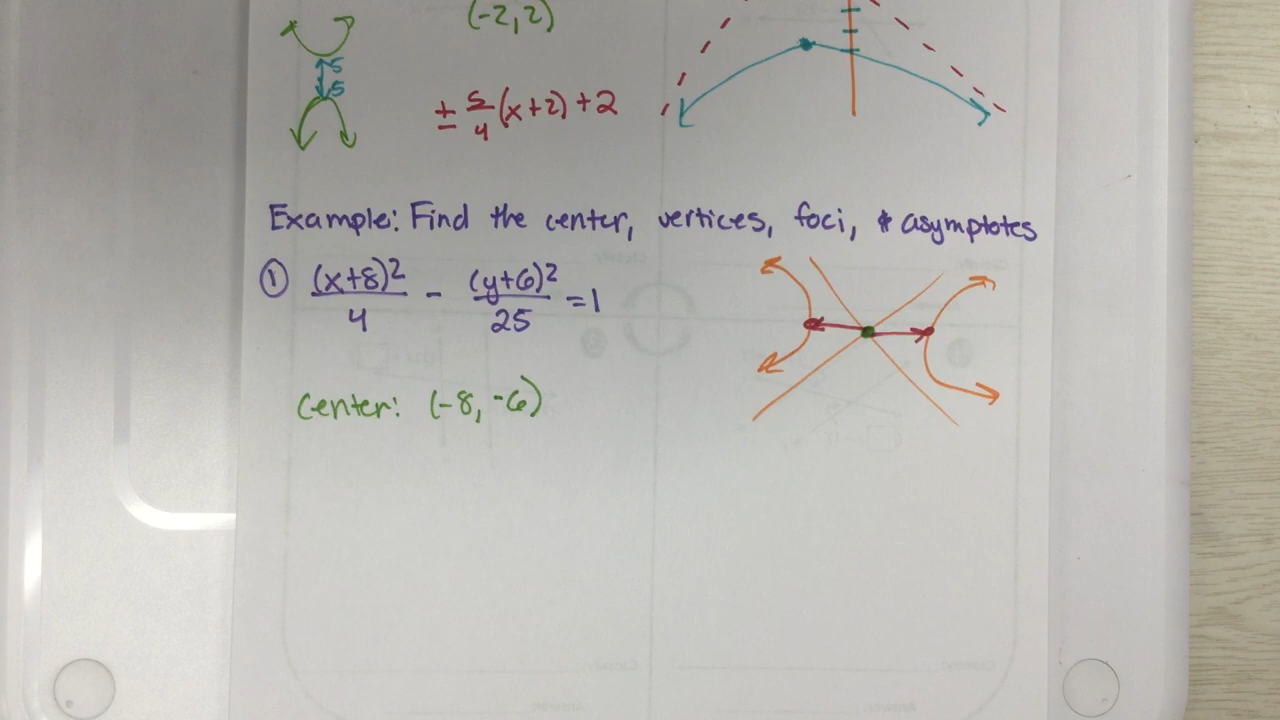 (-2,2)
5
5
± 5/4 (x+2) +2
Example: Find the center, vertices, foci, & asymptotes
① (x+8)²/4 - (y+6)²/25 = 1
center: (-8, -6)